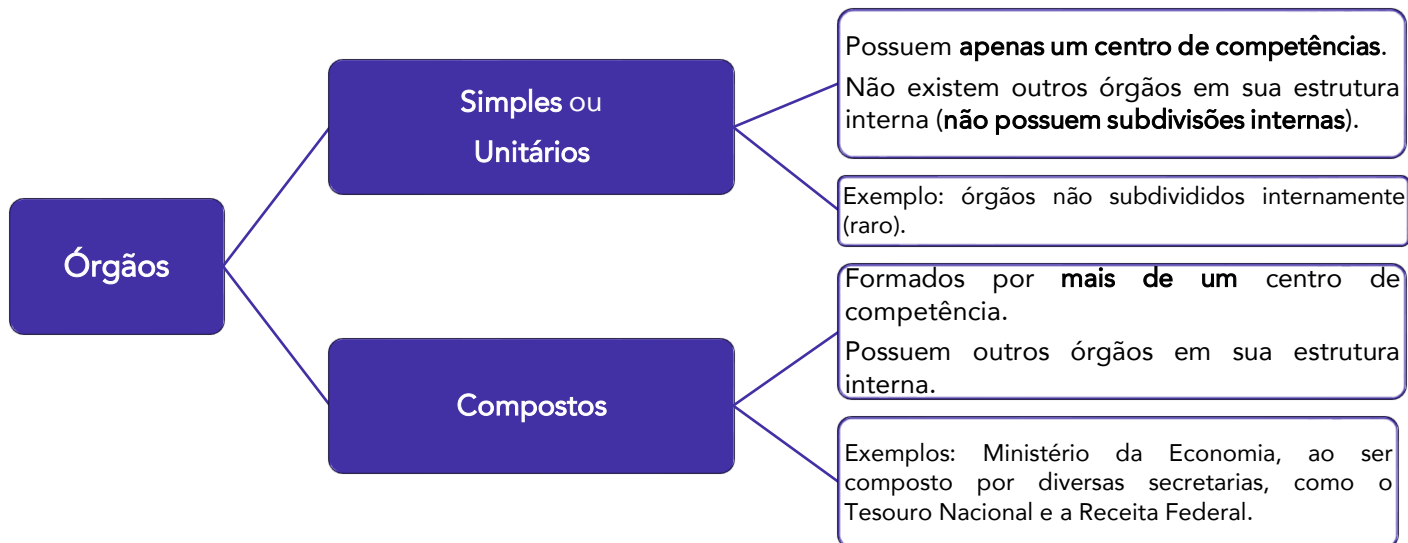 Órgãos
Simples ou
Unitários
Possuem apenas um centro de competências.
Não existem outros órgãos em sua estrutura
interna (não possuem subdivisões internas).
Exemplo: órgãos não subdivididos internamente
(raro).
Compostos
Formados por mais de um centro de
competência.
Possuem outros órgãos em sua estrutura
interna.
Exemplos: Ministério da Economia, ao ser
composto por diversas secretarias, como o
Tesouro Nacional e a Receita Federal.